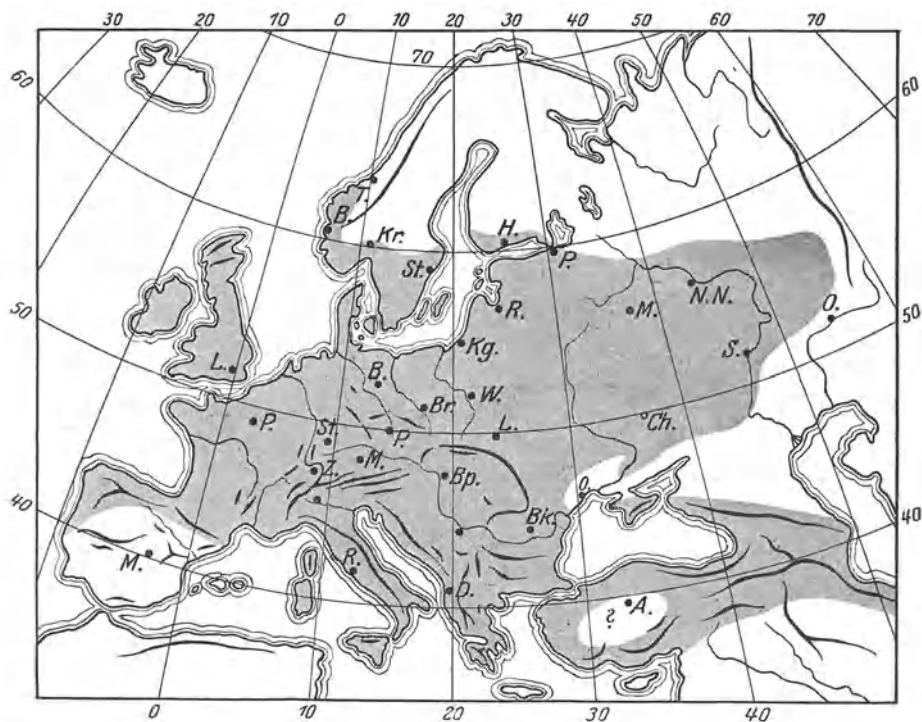 30 20 10 0 10 20 30 40 50 60 70
70
60
60
B.
T.
Kr.
H.
St.
P.
50
N.N.
O.
50
R.
M.
L.
Kg.
S.
B.
W.
Br.
Ch.
P.
St.
P.
L.
Z.
M.
Bp.
O.
40
Bk.
40
M.
R.
D.
A.
?
0 10 20 30 40